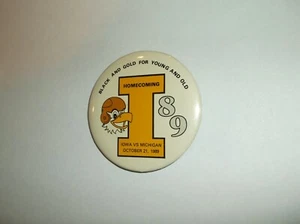 BLACK AND GOLD FOR YOUNG AND OLD
HOMECOMING
I
89
IOWA VS MICHIGAN
OCTOBER 21, 1989